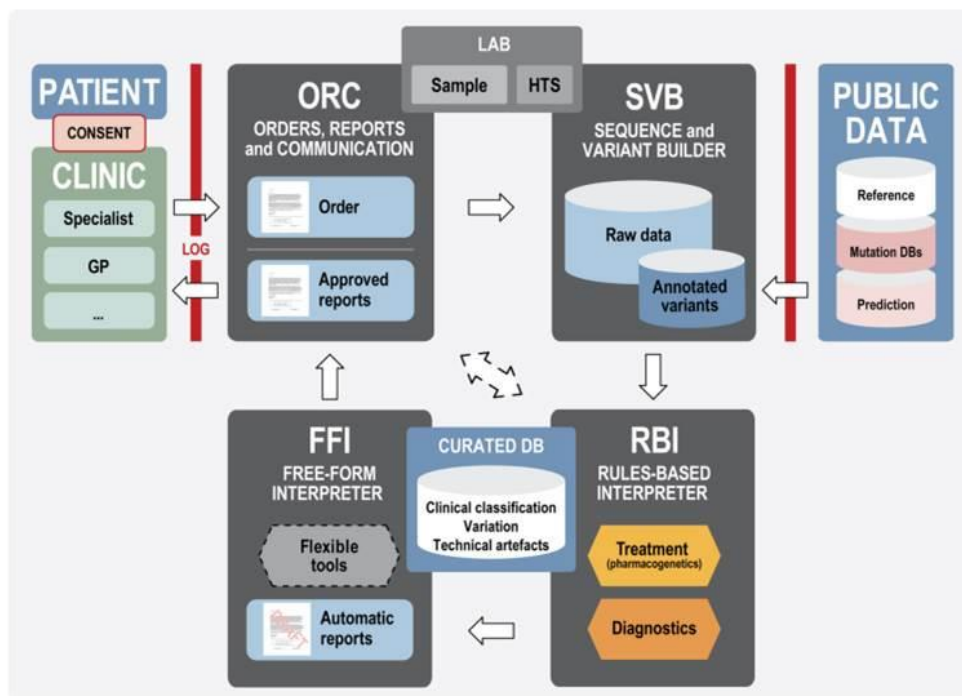 LAB
Sample
HTS
PATIENT
CONSENT
CLINIC
Specialist
GP
...
LOG
ORC
ORDERS, REPORTS
and COMMUNICATION
Order
Approved
reports
SVB
SEQUENCE and
VARIANT BUILDER
Raw data
Annotated
variants
PUBLIC
DATA
Reference
Mutation DBs
Prediction
FFI
FREE-FORM
INTERPRETER
Flexible
tools
Automatic
reports
CURATED DB
Clinical classification
Variation
Technical artefacts
RBI
RULES-BASED
INTERPRETER
Treatment
(pharmacogenetics)
Diagnostics